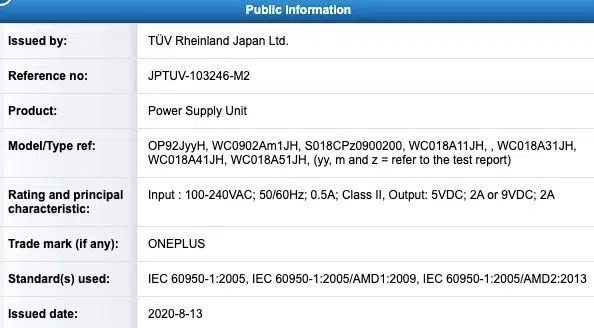 Public Information
Issued by: TÜV Rheinland Japan Ltd.
Reference no: JPTUV-103246-M2
Product: Power Supply Unit
Model/Type ref: OP92JyyH, WC0902Am1JH, S018CPz0900200, WC018A11JH, , WC018A31JH,
WC018A41JH, WC018A51JH, (yy, m and z = refer to the test report)
Rating and principal
characteristic: Input : 100-240VAC; 50/60Hz; 0.5A; Class II, Output: 5VDC; 2A or 9VDC; 2A
Trade mark (if any): ONEPLUS
Standard(s) used: IEC 60950-1:2005, IEC 60950-1:2005/AMD1:2009, IEC 60950-1:2005/AMD2:2013
Issued date: 2020-8-13